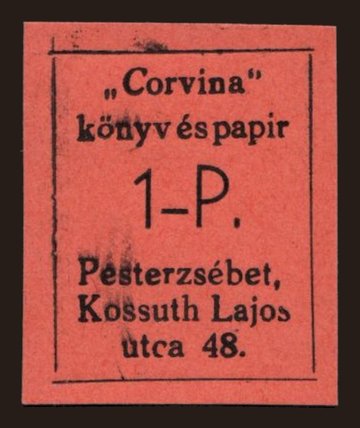 „Corvina“
könyv és papir
1–P.
Pesterzsébet,
Kossuth Lajos
utca 48.